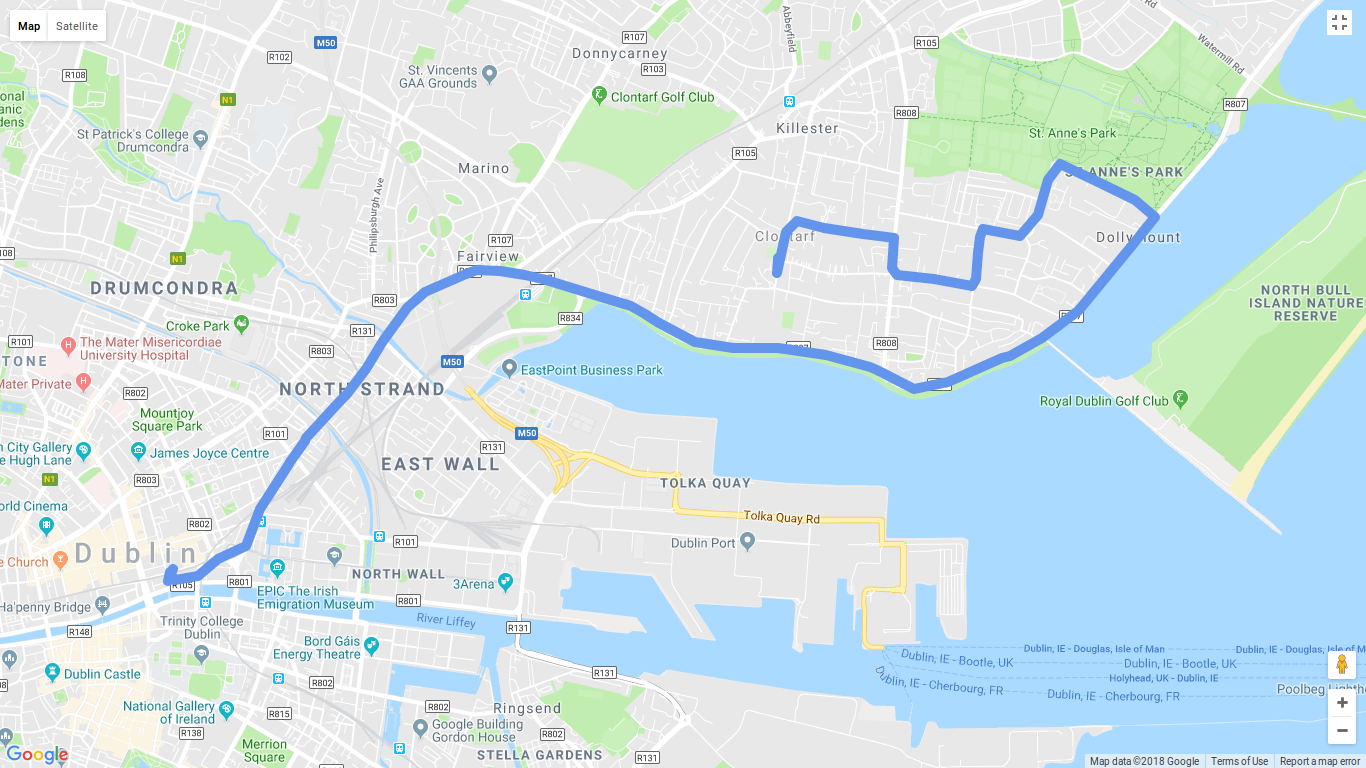 Map
Satellite
M50
R102
R107
Donnycarney
R103
Abbeyfield
R105
Rd
Watermill Rd
R108
St. Vincents
GAA Grounds
Clontarf Golf Club
N1
R808
R807
St Patrick's College
Drumcondra
Killester
R105
St. Anne's Park
ST ANNE'S PARK
Marino
Philipsburgh Ave
R107
Clontarf
Dollymount
Fairview
N1
DRUMCONDRA
R803
R131
R834
NORTH BULL
ISLAND NATURE
RESERVE
Croke Park
R101
The Mater Misericordiae
University Hospital
R803
M50
R808
EastPoint Business Park
Mater Private
R802
NORTH STRAND
Royal Dublin Golf Club
Mountjoy
Square Park
R101
M50
R131
James Joyce Centre
City Gallery
e Hugh Lane
EAST WALL
N1
R803
TOLKA QUAY
orld Cinema
R802
Tolka Quay Rd
Dublin
R101
Dublin Port
e Church
NORTH WALL
R105
R801
3Arena
EPIC The Irish
Emigration Museum
R801
Ha'penny Bridge
River Liffey
R148
Trinity College
Dublin
R131
Bord Gáis
Energy Theatre
Dublin, IE - Douglas, Isle of Man
Dublin, IE - Douglas, Isle of M
Dublin, IE - Bootle, UK
Dublin, IE - Bootle, UK
Holyhead, UK - Dublin, IE
Dublin, IE - Cherbourg, FR
Dublin, IE - Cherbourg, FR
Dublin Castle
R802
R131
Poolbeg Lighth
National Gallery
of Ireland
R815
R802
Ringsend
R138
Google Building
Gordon House
R802
Merrion
Square
STELLA GARDENS
R131
Google
Map data ©2018 Google
Terms of Use
Report a map error